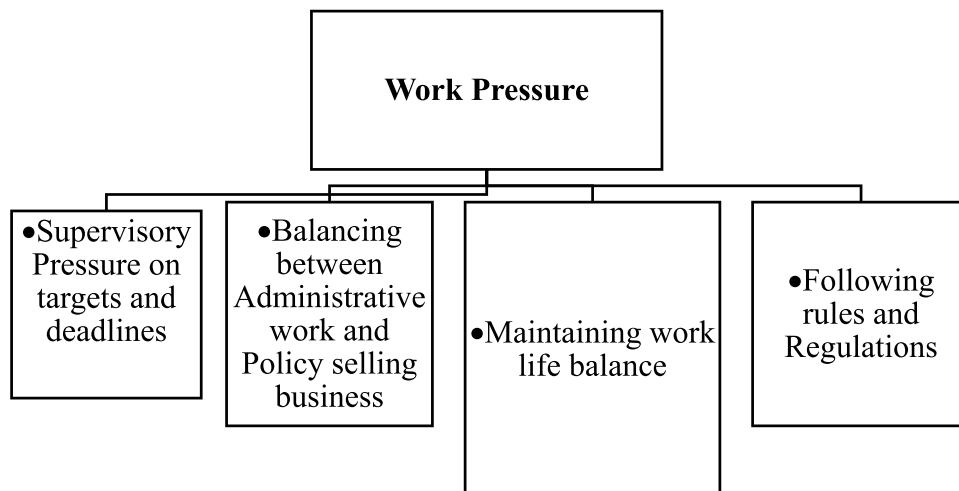 Work Pressure
•Supervisory
Pressure on
targets and
deadlines
•Balancing
between
Administrative
work and
Policy selling
business
•Maintaining work
life balance
•Following
rules and
Regulations